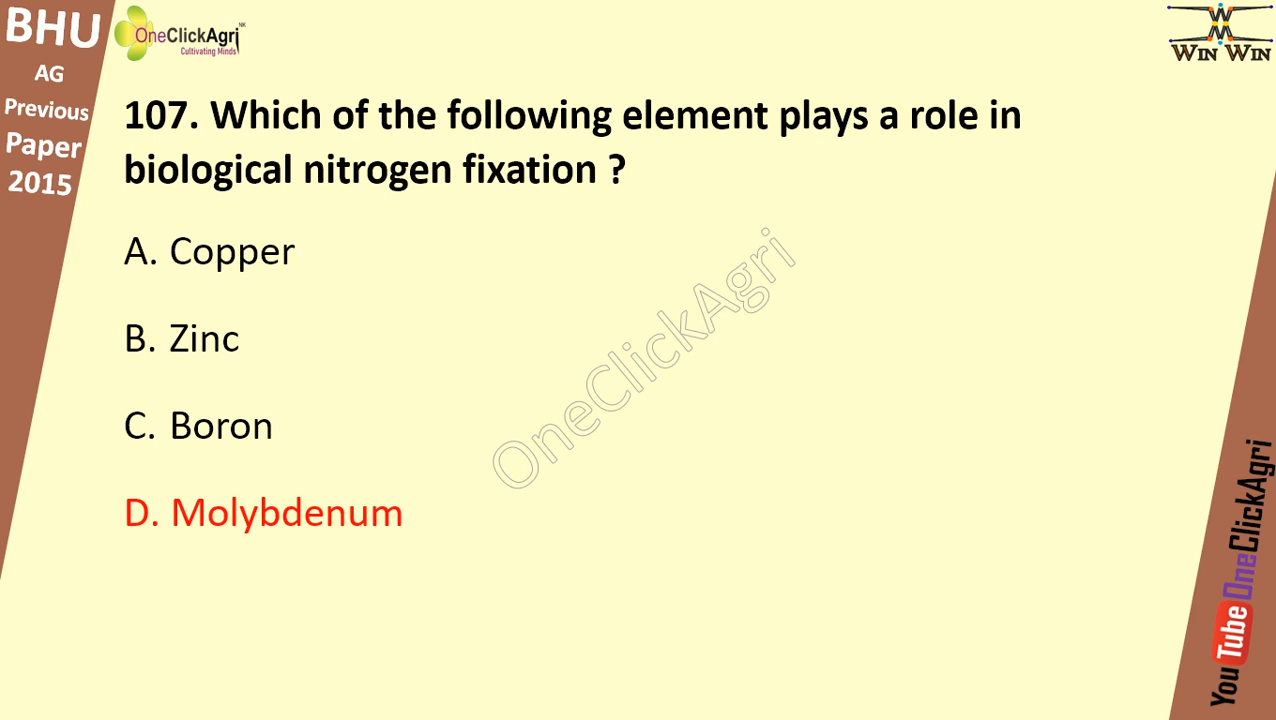 BHU
AG
Previous
Paper
2015
OneClickAgri NK
Cultivating Minds
WIN WIN
107. Which of the following element plays a role in
biological nitrogen fixation ?
A. Copper
B. Zinc
C. Boron
D. Molybdenum
OneClickAgri
YouTube OneClickAgri